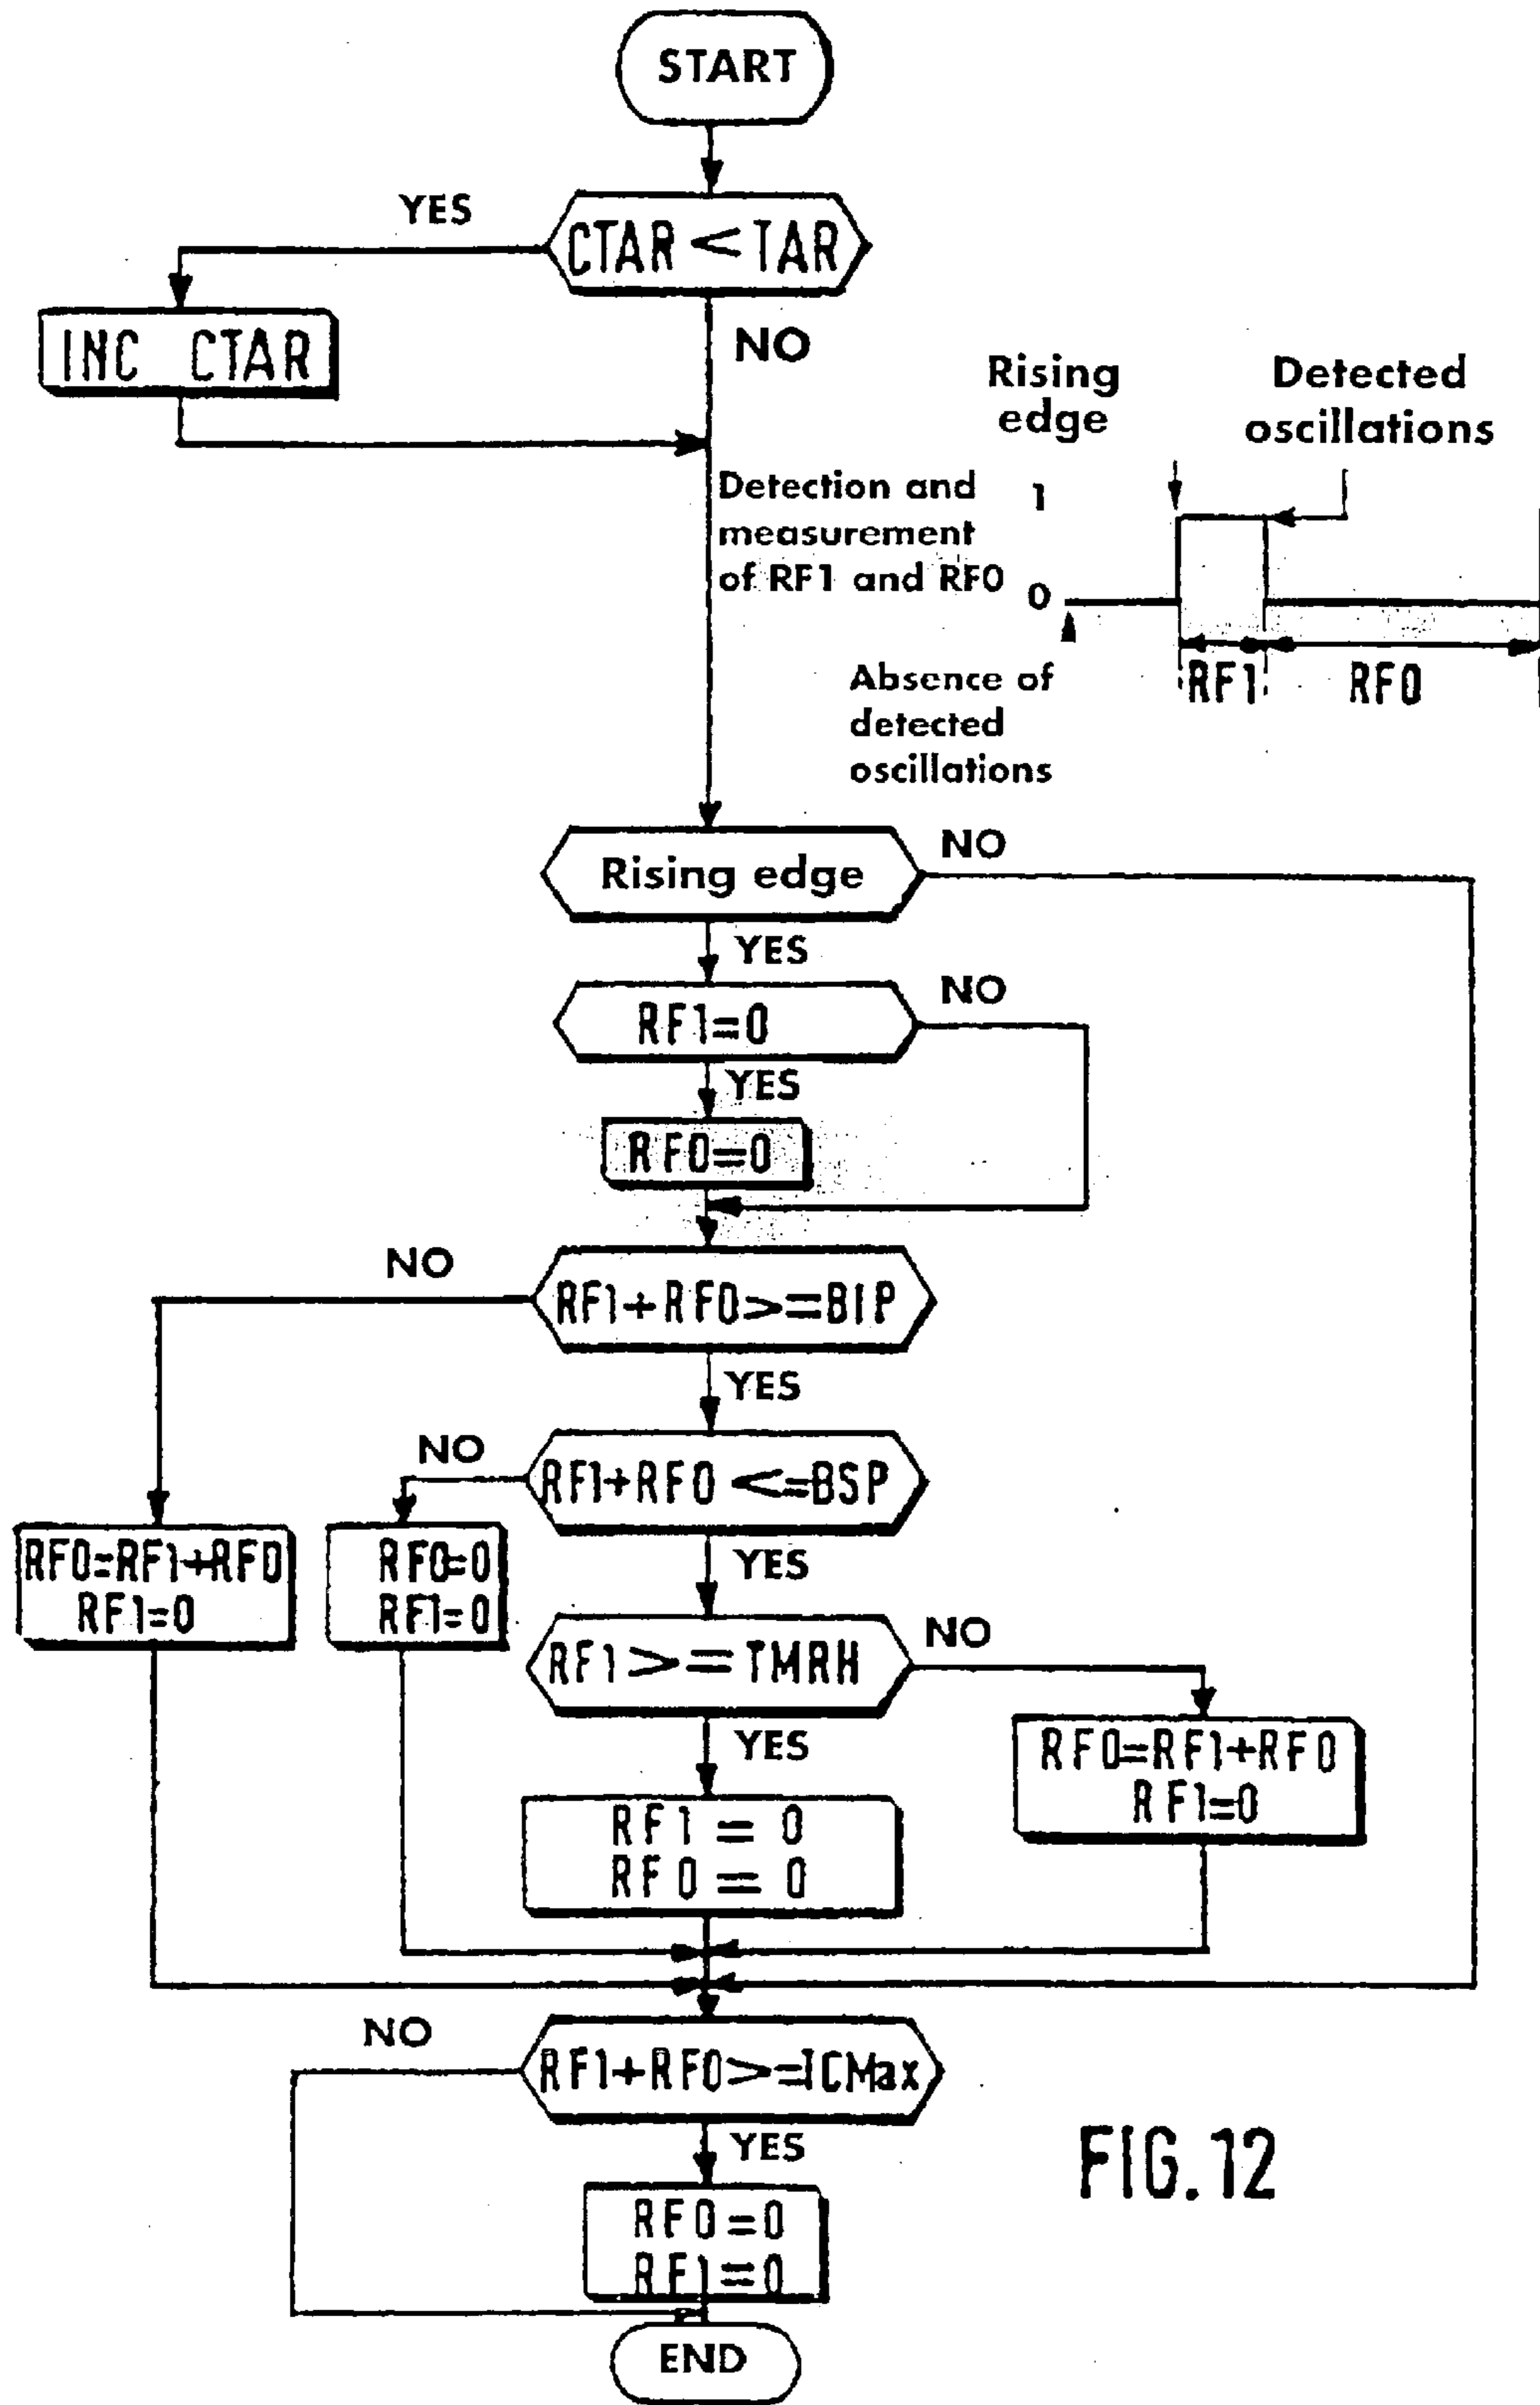 START
YES
CTAR < TAR
INC CTAR
NO
Rising
edge
Detected
oscillations
Detection and
measurement
of RF1 and RF0
1
0
RF1
RF0
Absence of
detected
oscillations
Rising edge
NO
YES
RF1=0
NO
YES
RF0=0
NO
RF1+RF0>=BIP
YES
NO
RF1+RF0 <=BSP
YES
RF0=RF1+RF0
RF1=0
RF0=0
RF1=0
RF1>=TMRH
NO
YES
RF0=RF1+RF0
RF1=0
RF1 = 0
RF0 = 0
NO
RF1+RF0>=ICMax
YES
RF0=0
RF1=0
END
FIG.12